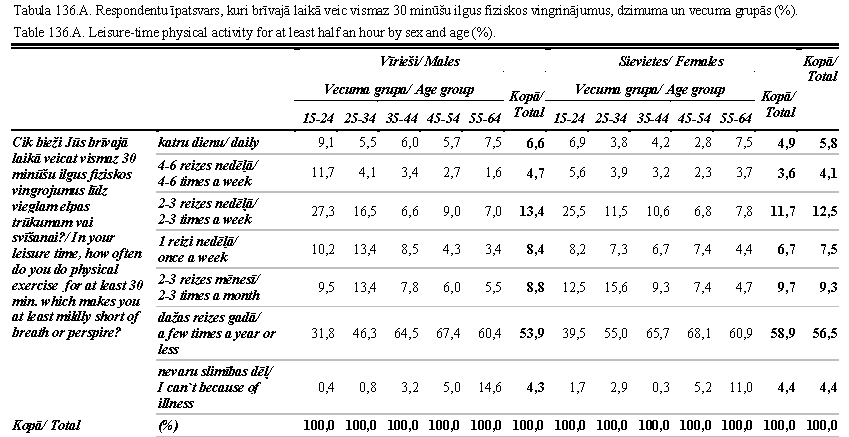 Tabula 136.A. Respondentu īpatsvars, kuri brīvajā laikā veic vismaz 30 minūšu ilgus fiziskos vingrinājumus, dzimuma un vecuma grupās (%).
Table 136.A. Leisure-time physical activity for at least half an hour by sex and age (%).
Vīrieši/ Males Sievietes/ Females Kopā/ Total
Vecuma grupa/ Age group Kopā/ Total Vecuma grupa/ Age group Kopā/ Total
15-24 25-34 35-44 45-54 55-64 15-24 25-34 35-44 45-54 55-64
Cik bieži Jūs brīvajā
laikā veicat vismaz 30
minūšu ilgus fiziskos
vingrojumus līdz
vieglam elpas
trūkumam vai
svīšanai?/ In your
leisure time, how often
do you do physical
exercise for at least 30
min. which makes you
at least mildly short of
breath or perspire?
katru dienu/ daily 9,1 5,5 6,0 5,7 7,5 6,6 6,9 3,8 4,2 2,8 7,5 4,9 5,8
4-6 reizes nedēļā/
4-6 times a week 11,7 4,1 3,4 2,7 1,6 4,7 5,6 3,9 3,2 2,3 3,7 3,6 4,1
2-3 reizes nedēļā/
2-3 times a week 27,3 16,5 6,6 9,0 7,0 13,4 25,5 11,5 10,6 6,8 7,8 11,7 12,5
1 reizi nedēļā/
once a week 10,2 13,4 8,5 4,3 3,4 8,4 8,2 7,3 6,7 7,4 4,4 6,7 7,5
2-3 reizes mēnesī/
2-3 times a month 9,5 13,4 7,8 6,0 5,5 8,8 12,5 15,6 9,3 7,4 4,7 9,7 9,3
dažas reizes gadā/
a few times a year or
less 31,8 46,3 64,5 67,4 60,4 53,9 39,5 55,0 65,7 68,1 60,9 58,9 56,5
nevaru slimības dēļ/
I can`t because of
illness 0,4 0,8 3,2 5,0 14,6 4,3 1,7 2,9 0,3 5,2 11,0 4,4 4,4
Kopā/ Total (%) 100,0 100,0 100,0 100,0 100,0 100,0 100,0 100,0 100,0 100,0 100,0 100,0 100,0